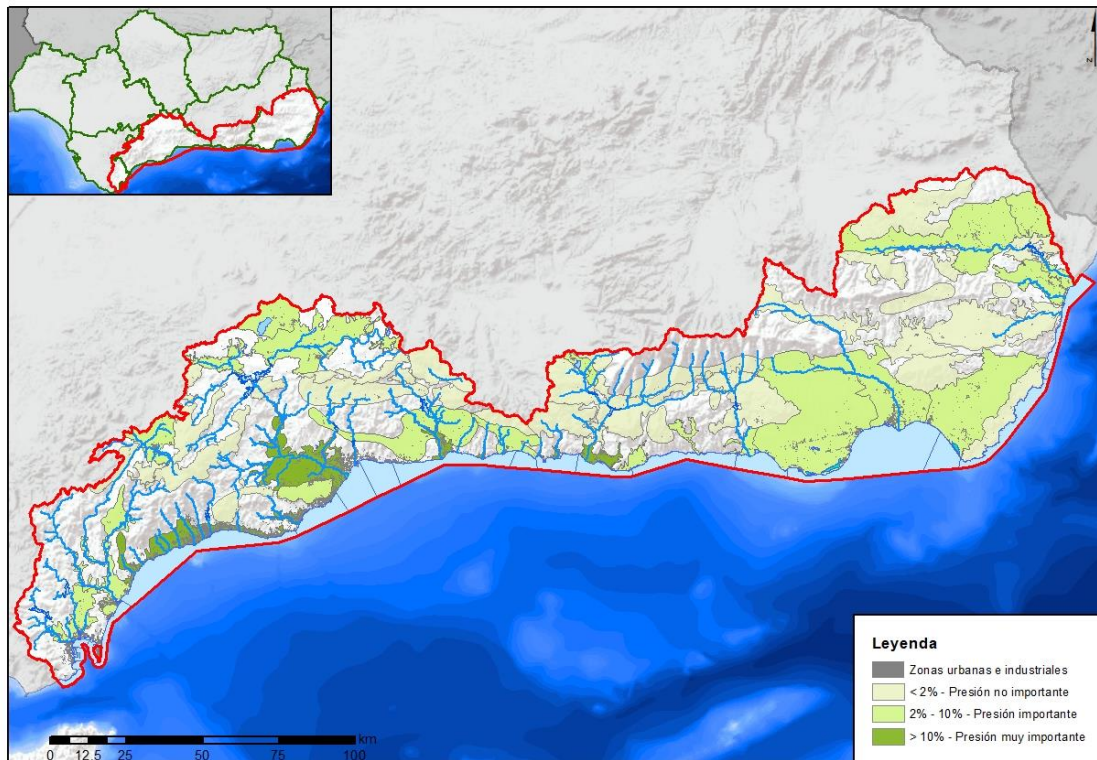 N
Leyenda
Zonas urbanas e industriales
< 2% - Presión no importante
2% - 10% - Presión importante
> 10% - Presión muy importante
km
0 12.5 25 50 75 100